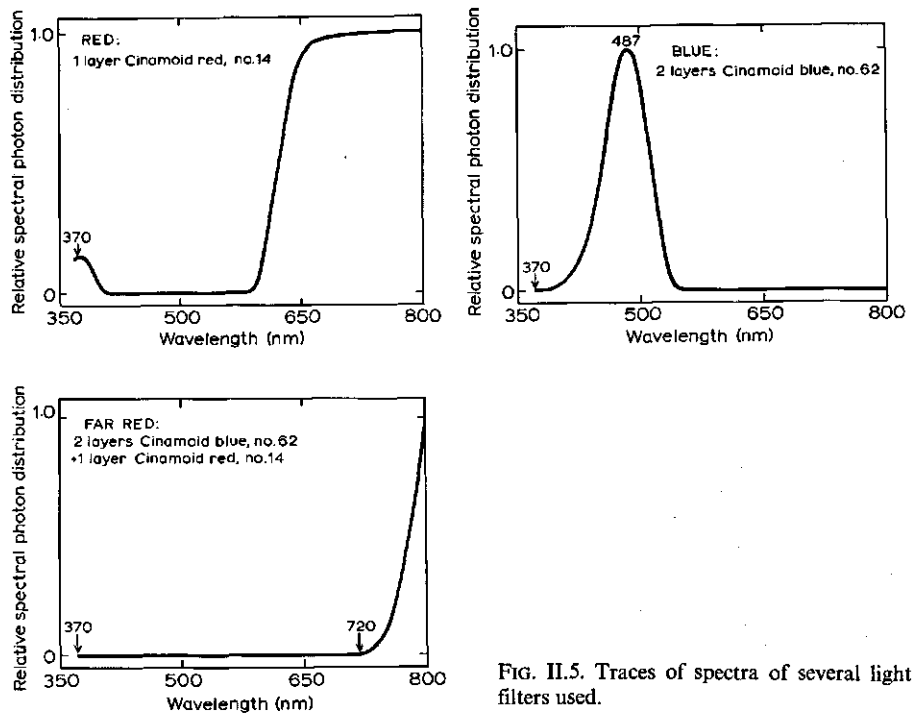 Relative spectral photon distribution
1.0
0
RED:
1 layer Cinamoid red, no.14
370
350 500 650 800
Wavelength (nm)
Relative spectral photon distribution
1.0
0
487
BLUE:
2 layers Cinamoid blue, no.62
370
350 500 650 800
Wavelength (nm)
Relative spectral photon distribution
1.0
0
FAR RED:
2 layers Cinamoid blue, no.62
+1 layer Cinamoid red, no.14
370
720
350 500 650 800
Wavelength (nm)
FIG. II.5. Traces of spectra of several light
filters used.